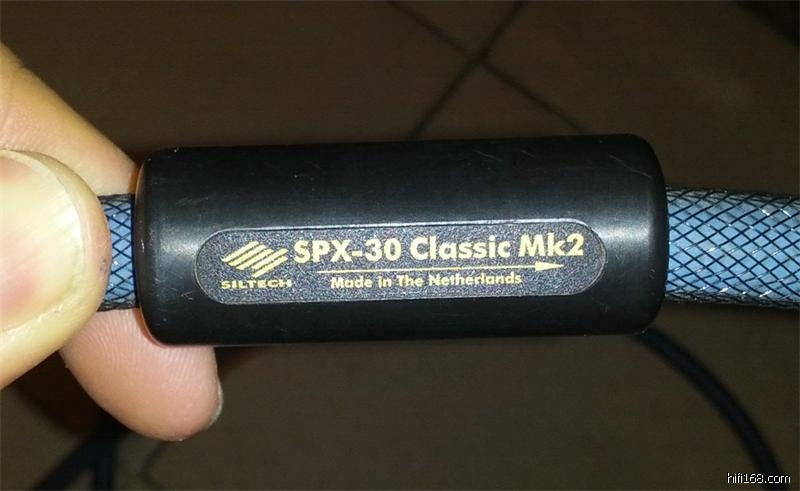 SPX-30 Classic Mk2
SILTECH
Made in The Netherlands
hifi168.com